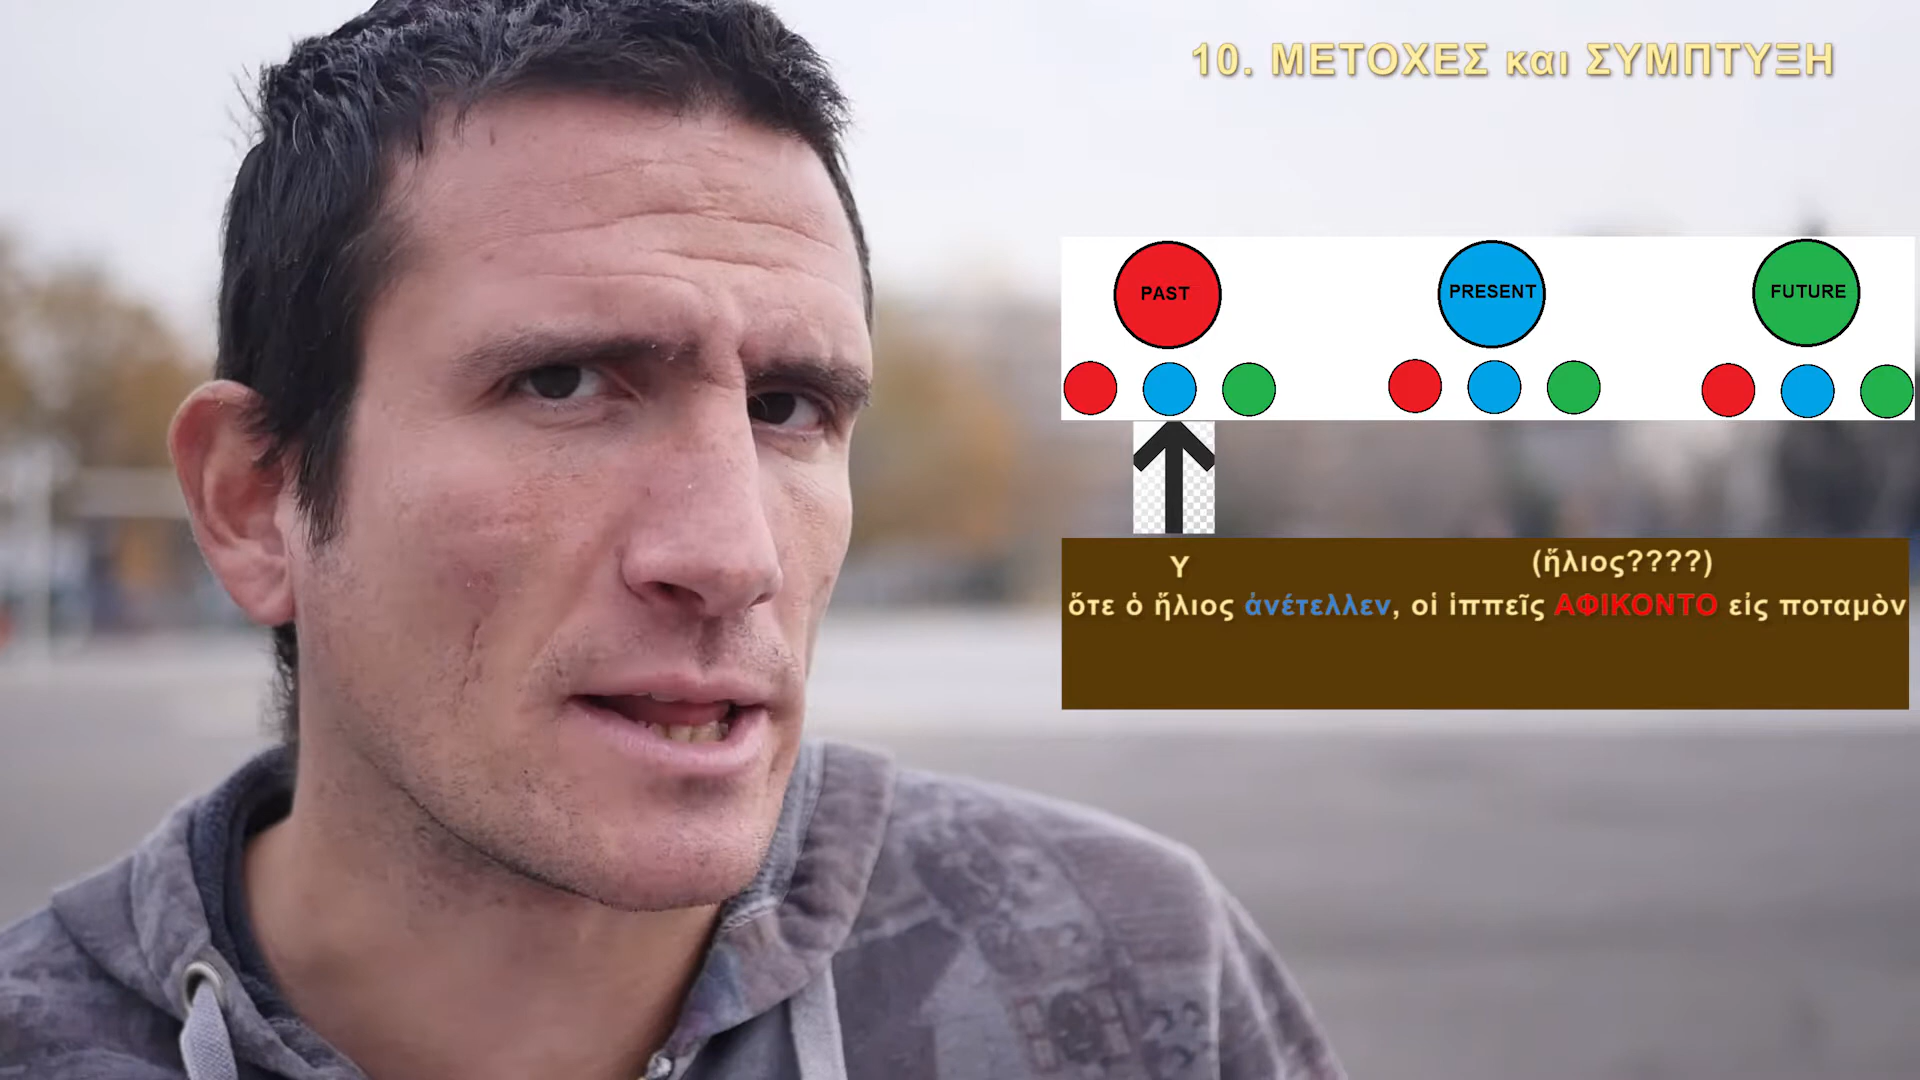 10. ΜΕΤΟΧΕΣ και ΣΥΜΠΤΥΞΗ
PAST PRESENT FUTURE
Υ (ἥλιος????)
ὅτε ὁ ἥλιος ἀνέτελλεν, οἱ ἱππεῖς ΑΦΙΚΟΝΤΟ εἰς ποταμὸν